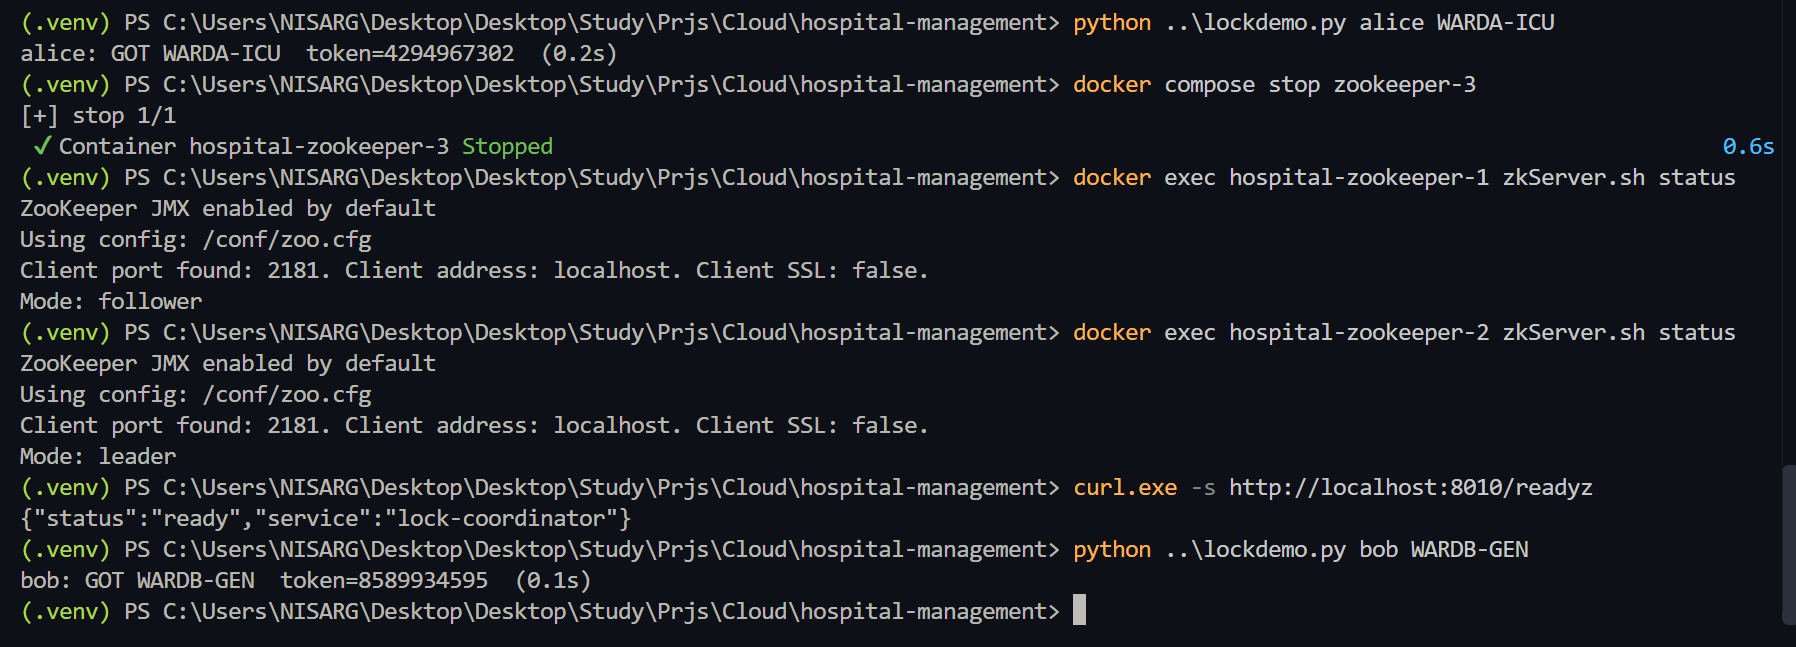 (.venv) PS C:\Users\NISARG\Desktop\Desktop\Study\Prjs\Cloud\hospital-management> python ..\lockdemo.py alice WARDA-ICU
alice: GOT WARDA-ICU  token=4294967302  (0.2s)
(.venv) PS C:\Users\NISARG\Desktop\Desktop\Study\Prjs\Cloud\hospital-management> docker compose stop zookeeper-3
[+] stop 1/1
 ✓ Container hospital-zookeeper-3 Stopped 0.6s
(.venv) PS C:\Users\NISARG\Desktop\Desktop\Study\Prjs\Cloud\hospital-management> docker exec hospital-zookeeper-1 zkServer.sh status
ZooKeeper JMX enabled by default
Using config: /conf/zoo.cfg
Client port found: 2181. Client address: localhost. Client SSL: false.
Mode: follower
(.venv) PS C:\Users\NISARG\Desktop\Desktop\Study\Prjs\Cloud\hospital-management> docker exec hospital-zookeeper-2 zkServer.sh status
ZooKeeper JMX enabled by default
Using config: /conf/zoo.cfg
Client port found: 2181. Client address: localhost. Client SSL: false.
Mode: leader
(.venv) PS C:\Users\NISARG\Desktop\Desktop\Study\Prjs\Cloud\hospital-management> curl.exe -s http://localhost:8010/readyz
{"status":"ready","service":"lock-coordinator"}
(.venv) PS C:\Users\NISARG\Desktop\Desktop\Study\Prjs\Cloud\hospital-management> python ..\lockdemo.py bob WARDB-GEN
bob: GOT WARDB-GEN  token=8589934595  (0.1s)
(.venv) PS C:\Users\NISARG\Desktop\Desktop\Study\Prjs\Cloud\hospital-management>